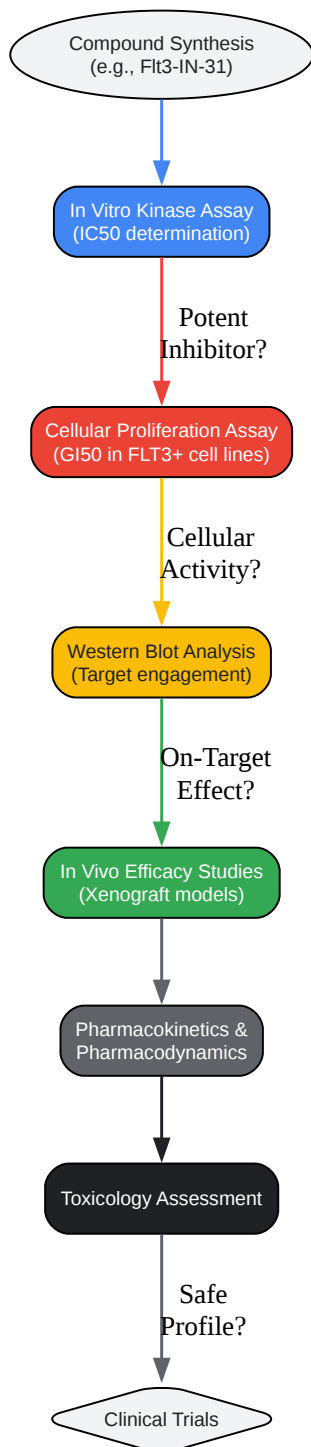 Compound Synthesis
(e.g., Flt3-IN-31)
In Vitro Kinase Assay
(IC50 determination)
Potent
Inhibitor?
Cellular Proliferation Assay
(GI50 in FLT3+ cell lines)
Cellular
Activity?
Western Blot Analysis
(Target engagement)
On-Target
Effect?
In Vivo Efficacy Studies
(Xenograft models)
Pharmacokinetics &
Pharmacodynamics
Toxicology Assessment
Safe
Profile?
Clinical Trials